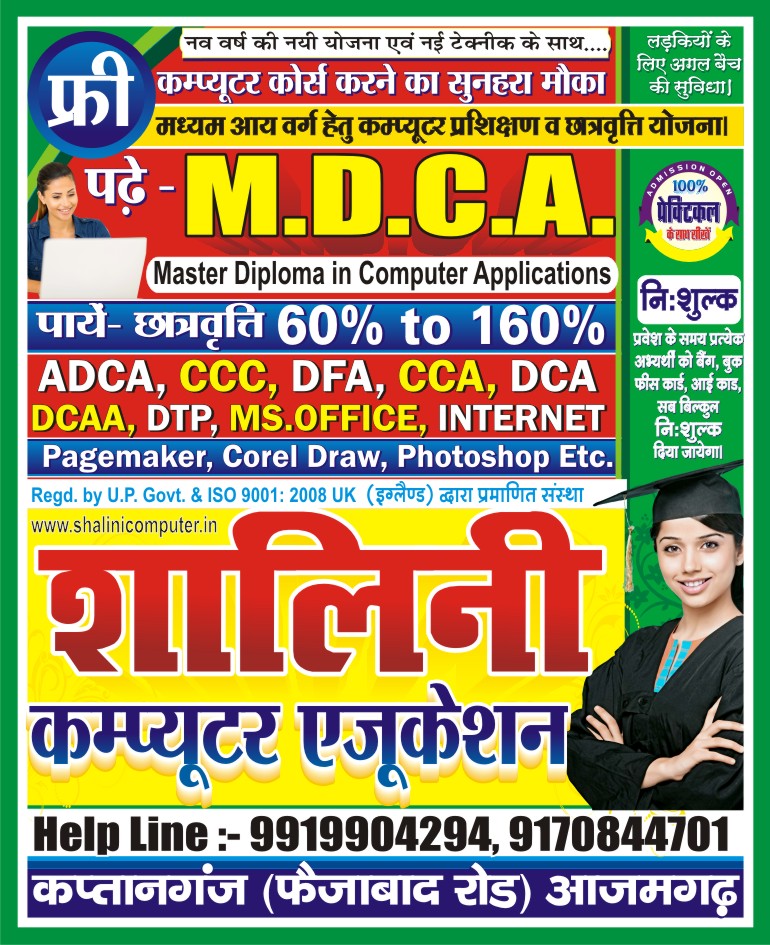 नव वर्ष की नयी योजना एवं नई टेक्नीक के साथ....
फ्री
कम्प्यूटर कोर्स करने का सुनहरा मौका
मध्यम आय वर्ग हेतु कम्प्यूटर प्रशिक्षण व छात्रवृत्ति योजना।
लड़कियों के
लिए अगल बैच
की सुविधा।
पढ़े - M.D.C.A.
Master Diploma in Computer Applications
ADMISSION OPEN
100%
प्रेक्टिकल
के साथ सीखें
पायें- छात्रवृत्ति 60% to 160%
ADCA, CCC, DFA, CCA, DCA
DCAA, DTP, MS.OFFICE, INTERNET
Pagemaker, Corel Draw, Photoshop Etc.
नि:शुल्क
प्रवेश के समय प्रत्येक
अभ्यर्थी को बैंग, बुक
फीस कार्ड, आई काड,
सब बिल्कुल
नि:शुल्क
दिया जायेगा।
Regd. by U.P. Govt. & ISO 9001: 2008 UK (इग्लैण्ड) द्वारा प्रमाणित संस्था
www.shalinicomputer.in
शालिनी
कम्प्यूटर एजूकेशन
Help Line :- 9919904294, 9170844701
कप्तानगंज (फैजाबाद रोड) आजमगढ़